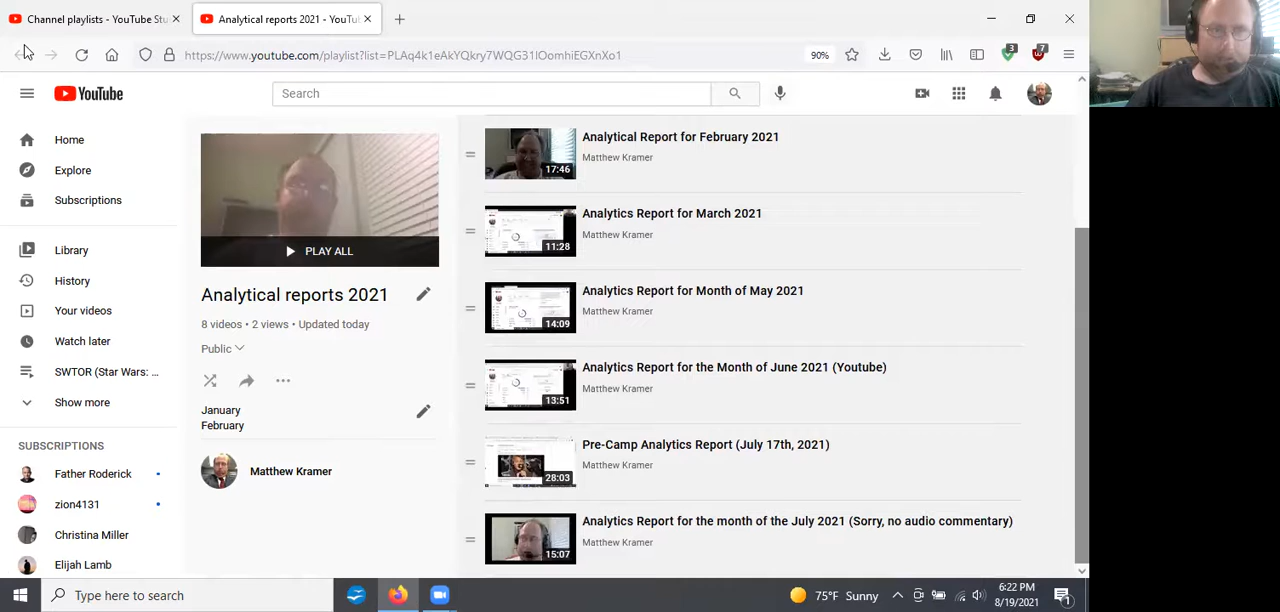 Channel playlists - YouTube Stu
Analytical reports 2021 - YouTu
https://www.youtube.com/playlist?list=PLAq4k1eAkYQkry7WQG31lOomhiEGXnXo1
90%
3
7
YouTube
Search
Home
Explore
Subscriptions
Library
History
Your videos
Watch later
SWTOR (Star Wars: ...
Show more
SUBSCRIPTIONS
Father Roderick
zion4131
Christina Miller
Elijah Lamb
PLAY ALL
Analytical reports 2021
8 videos • 2 views • Updated today
Public
January
February
Matthew Kramer
17:46
Analytical Report for February 2021
Matthew Kramer
11:28
Analytics Report for March 2021
Matthew Kramer
14:09
Analytics Report for Month of May 2021
Matthew Kramer
13:51
Analytics Report for the Month of June 2021 (Youtube)
Matthew Kramer
28:03
Pre-Camp Analytics Report (July 17th, 2021)
Matthew Kramer
15:07
Analytics Report for the month of the July 2021 (Sorry, no audio commentary)
Matthew Kramer
Type here to search
75°F Sunny
6:22 PM
8/19/2021
1